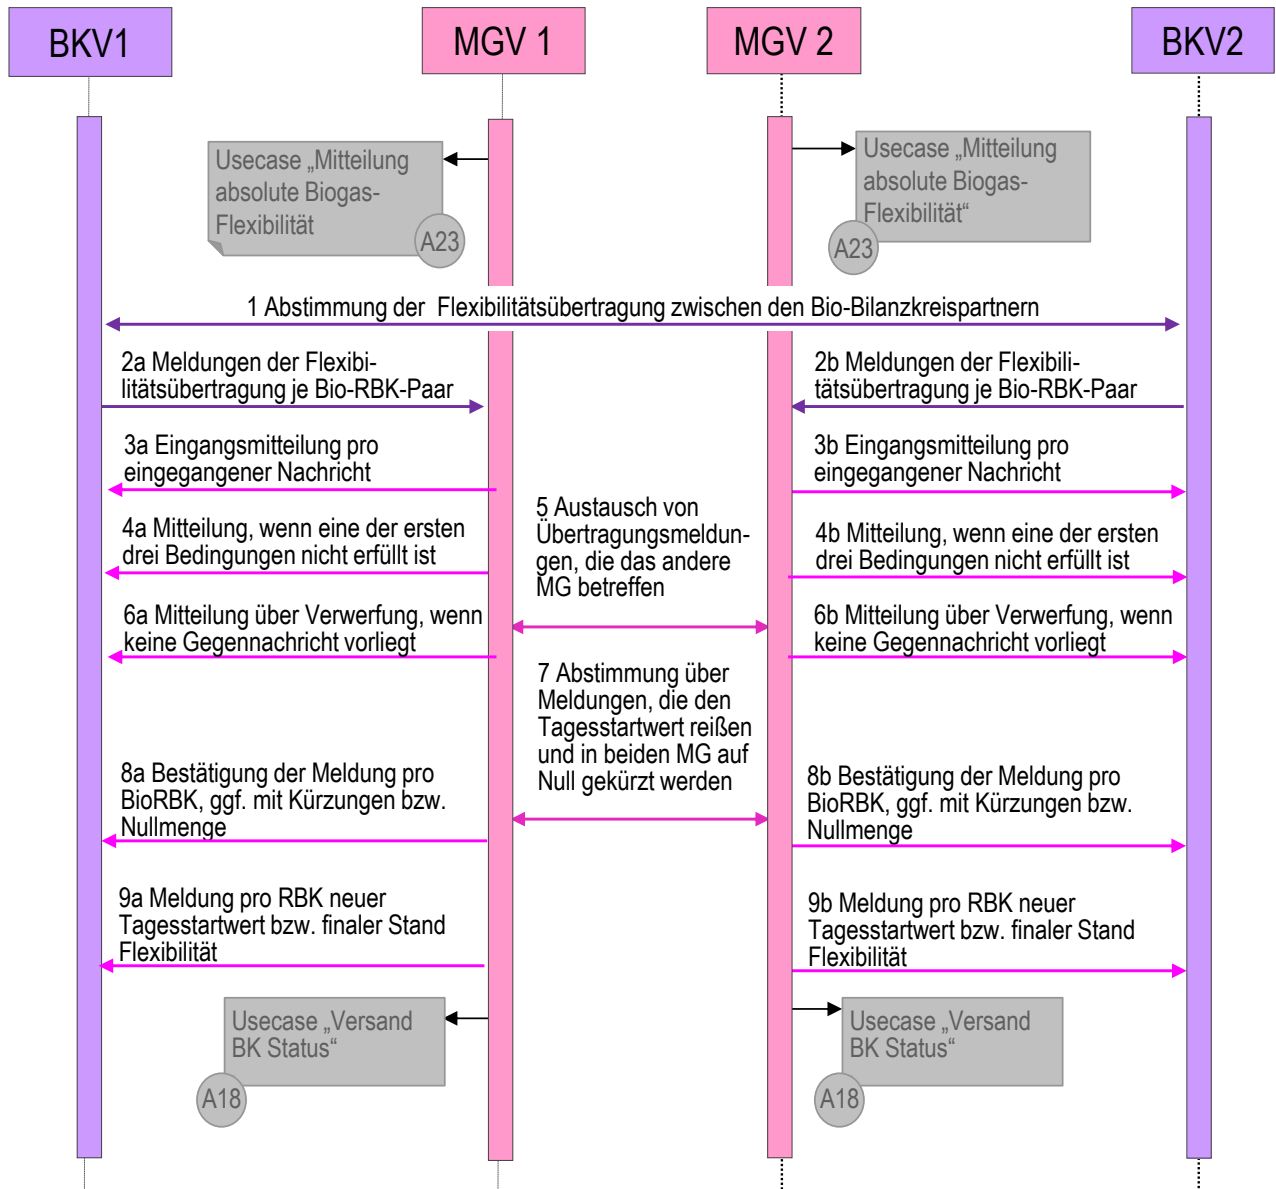 BKV1
MGV 1
MGV 2
BKV2
Usecase „Mitteilung
absolute Biogas-
Flexibilität
A23
Usecase „Mitteilung
absolute Biogas-
Flexibilität“
A23
1 Abstimmung der  Flexibilitätsübertragung zwischen den Bio-Bilanzkreispartnern
2a Meldungen der Flexibi-
litätsübertragung je Bio-RBK-Paar
2b Meldungen der Flexibili-
tätsübertragung je Bio-RBK-Paar
3a Eingangsmitteilung pro
eingegangener Nachricht
3b Eingangsmitteilung pro
eingegangener Nachricht
4a Mitteilung, wenn eine der ersten
drei Bedingungen nicht erfüllt ist
5 Austausch von
Übertragungsmeldun-
gen, die das andere
MG betreffen
4b Mitteilung, wenn eine der ersten
drei Bedingungen nicht erfüllt ist
6a Mitteilung über Verwerfung, wenn
keine Gegennachricht vorliegt
6b Mitteilung über Verwerfung, wenn
keine Gegennachricht vorliegt
7 Abstimmung über
Meldungen, die den
Tagesstartwert reißen
und in beiden MG auf
Null gekürzt werden
8a Bestätigung der Meldung pro
BioRBK, ggf. mit Kürzungen bzw.
Nullmenge
8b Bestätigung der Meldung pro
BioRBK, ggf. mit Kürzungen bzw.
Nullmenge
9a Meldung pro RBK neuer
Tagesstartwert bzw. finaler Stand
Flexibilität
9b Meldung pro RBK neuer
Tagesstartwert bzw. finaler Stand
Flexibilität
Usecase „Versand
BK Status“
A18
Usecase „Versand
BK Status“
A18